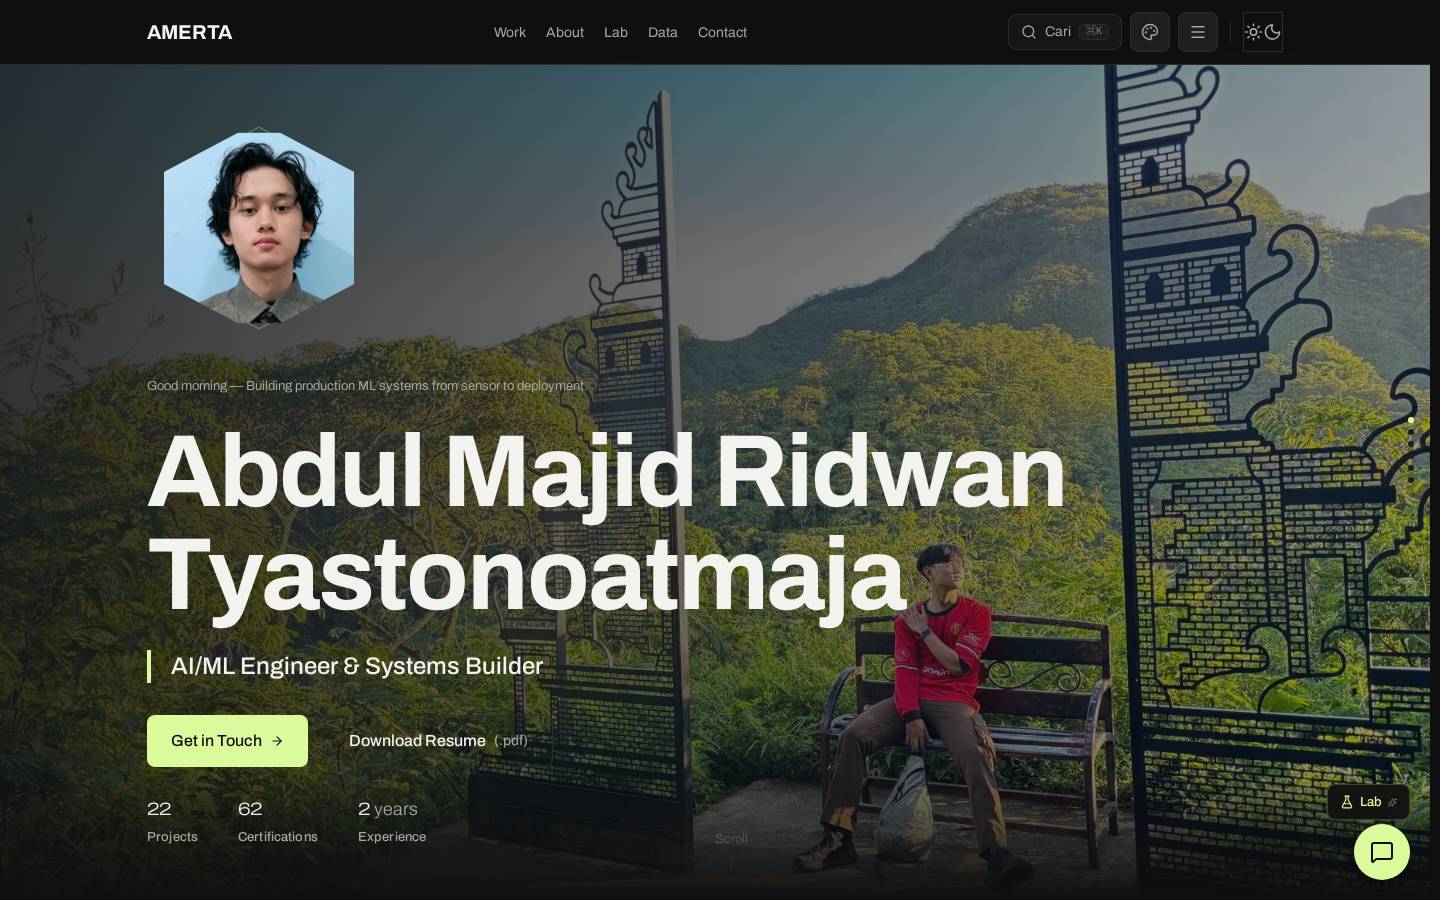 AMERTA
Work About Lab Data Contact
Cari ⌘K
Good morning — Building production ML systems from sensor to deployment.
Abdul Majid Ridwan
Tyastonoatmaja
AI/ML Engineer & Systems Builder
Get in Touch →
Download Resume (.pdf)
22 62 2 years
Projects Certifications Experience
Scroll
Lab